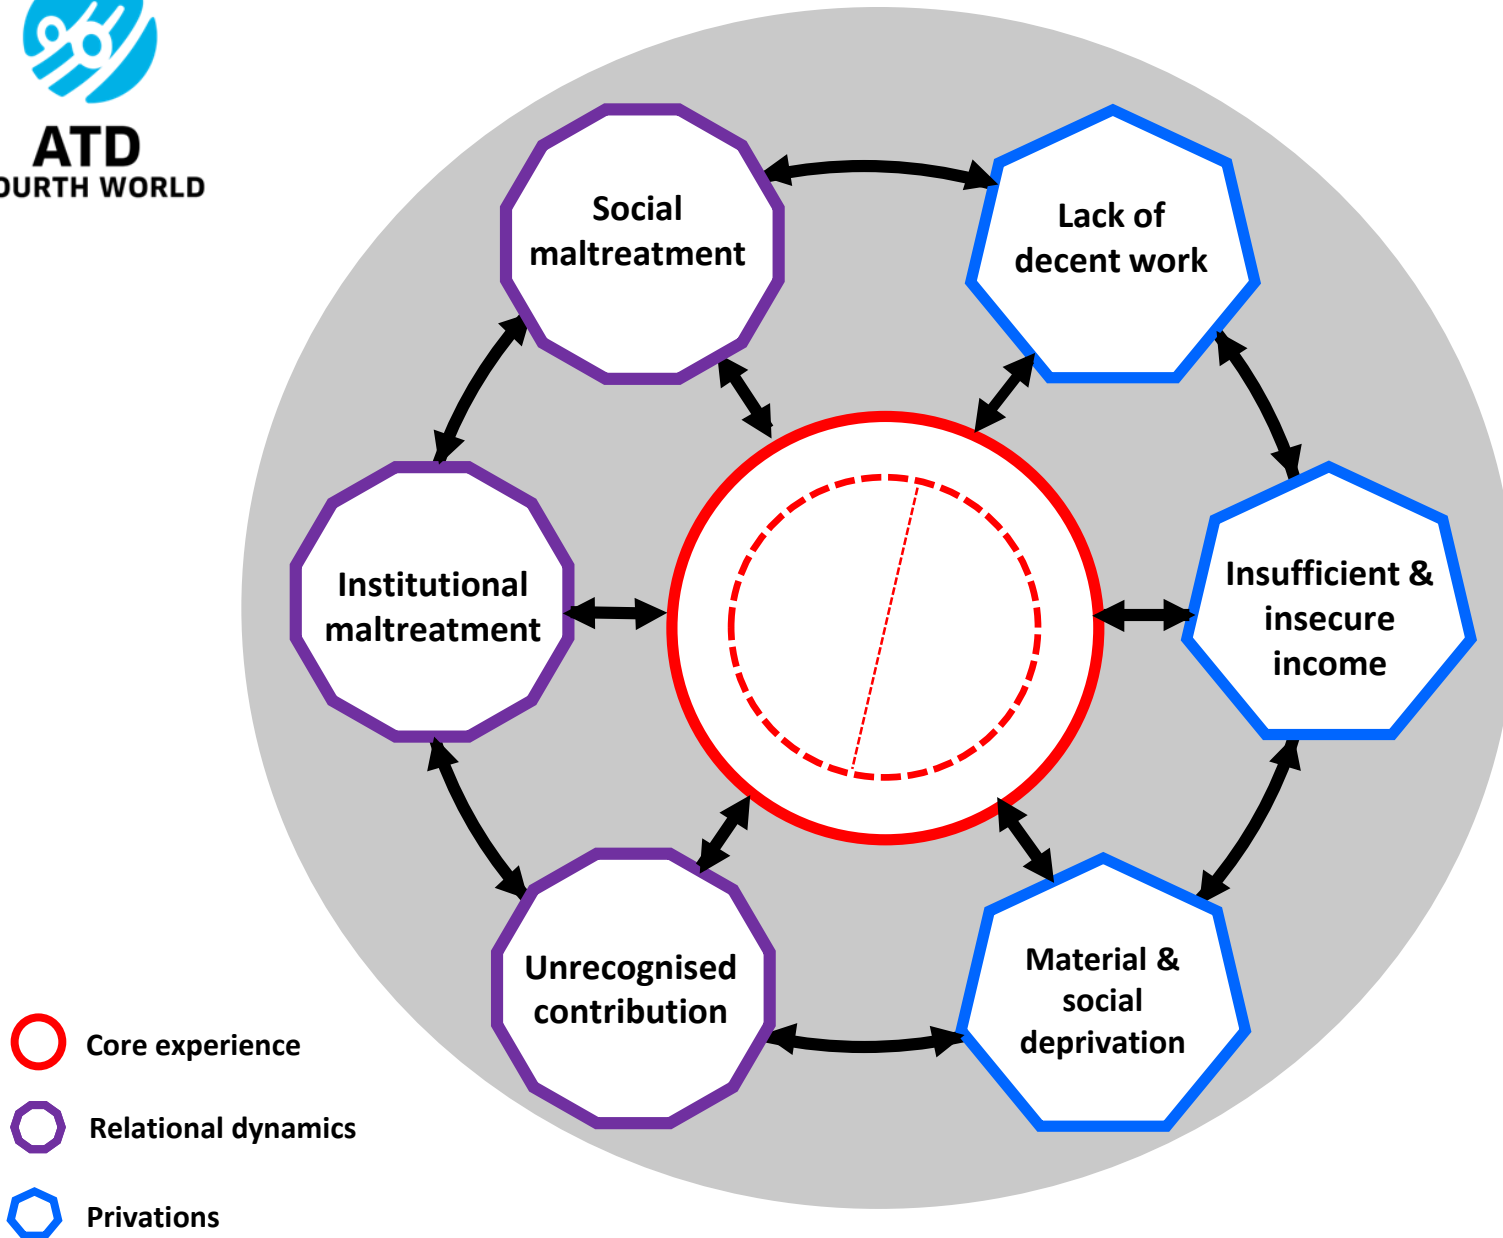 ATD
OURTH WORLD
Social
maltreatment
Lack of
decent work
Institutional
maltreatment
Insufficient &
insecure
income
Unrecognised
contribution
Material &
social
deprivation
Core experience
Relational dynamics
Privations